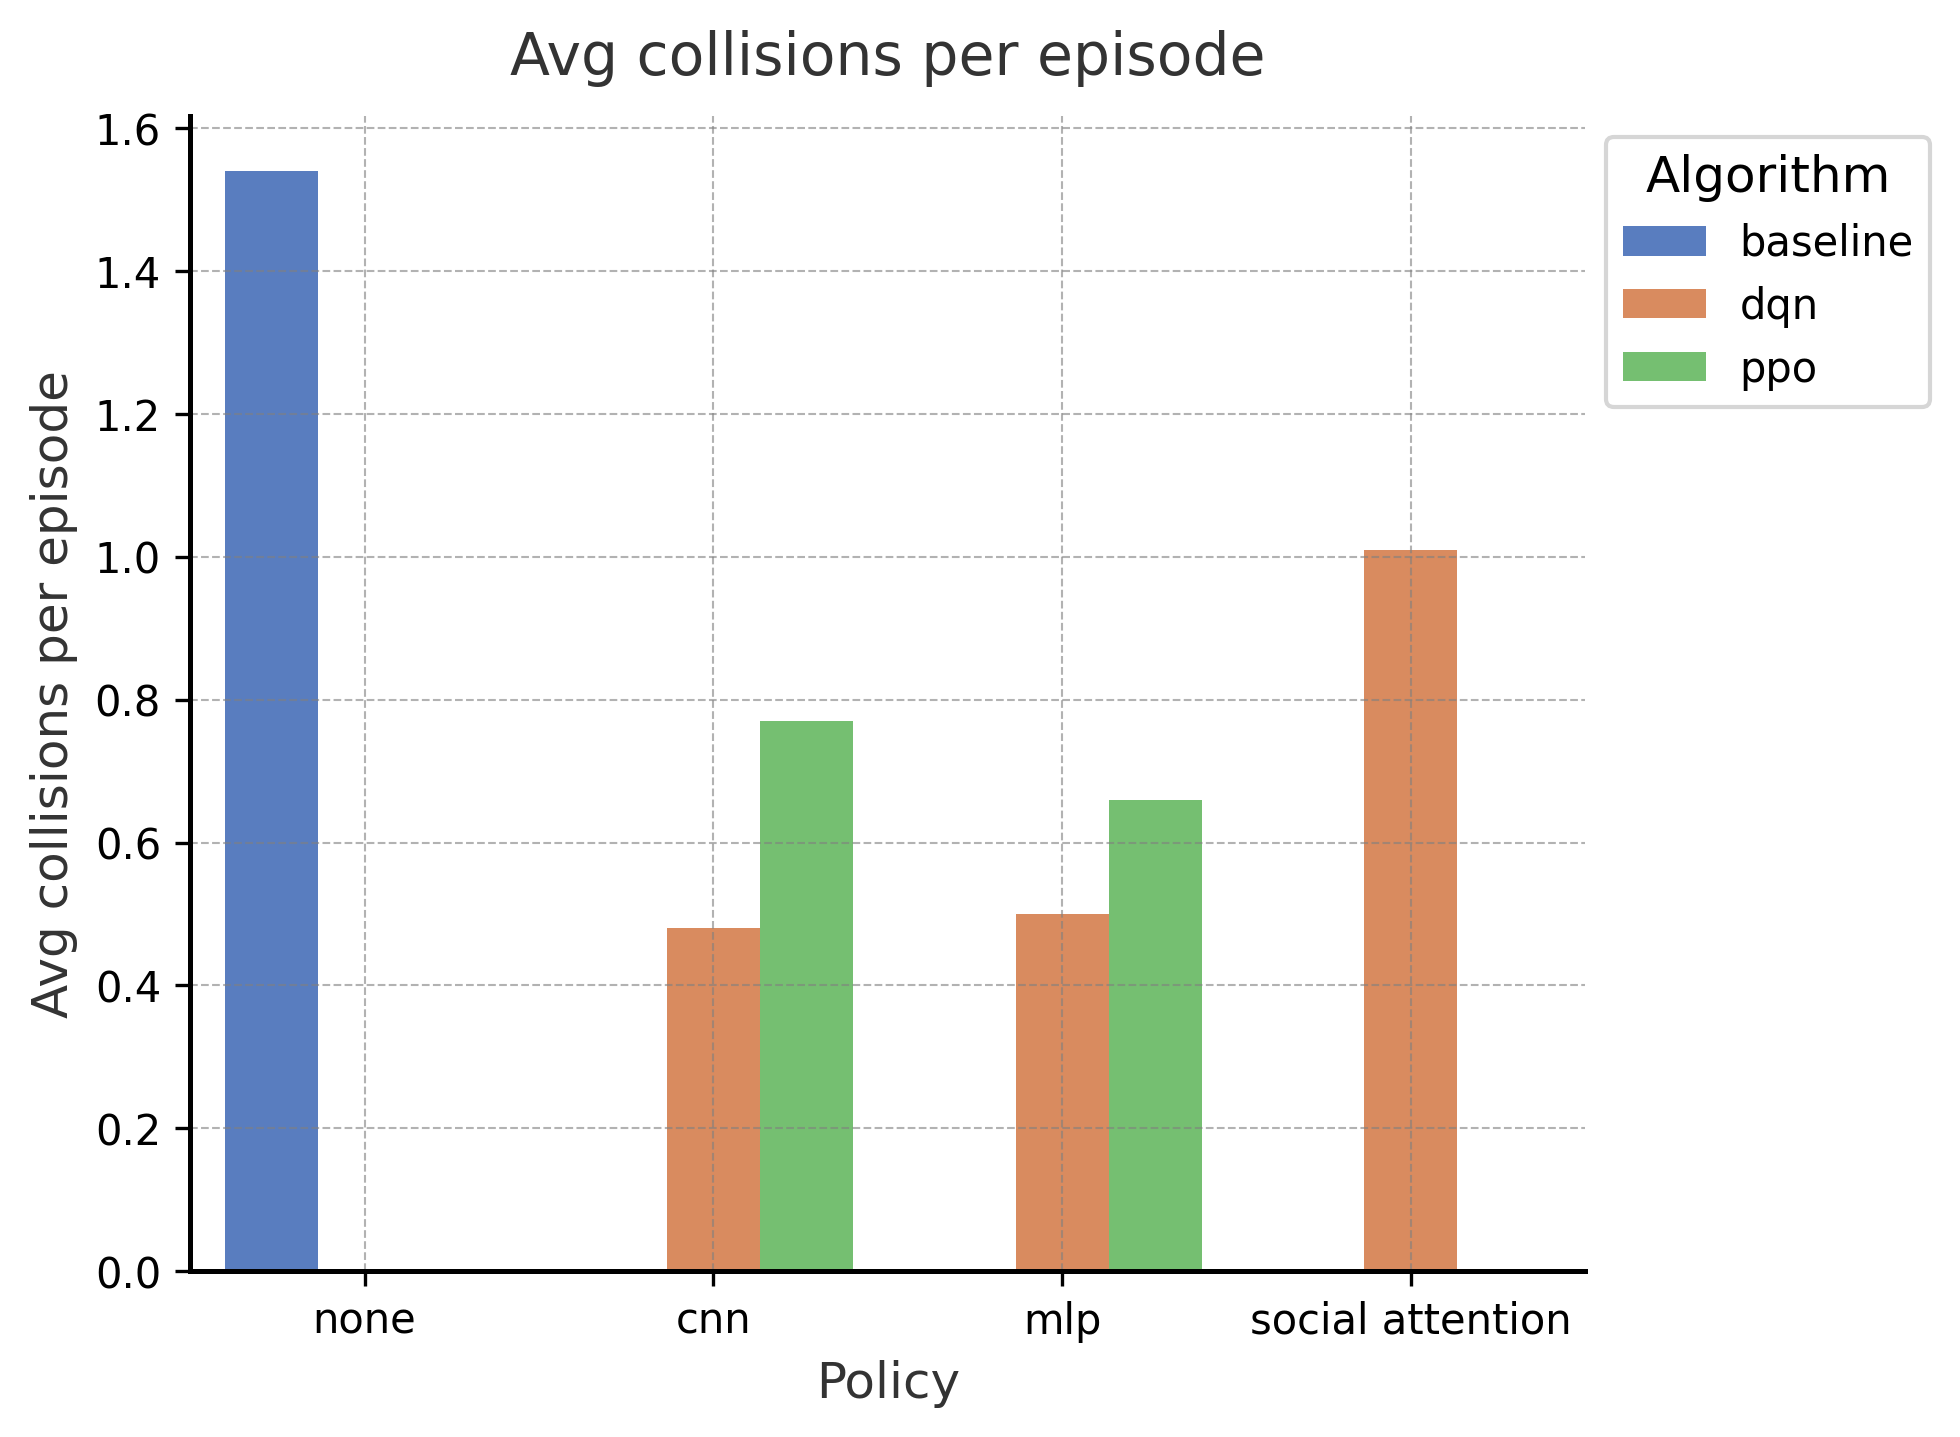 Avg collisions per episode
Avg collisions per episode
1.6
1.4
1.2
1.0
0.8
0.6
0.4
0.2
0.0
none cnn mlp social attention
Policy
Algorithm
baseline
dqn
ppo